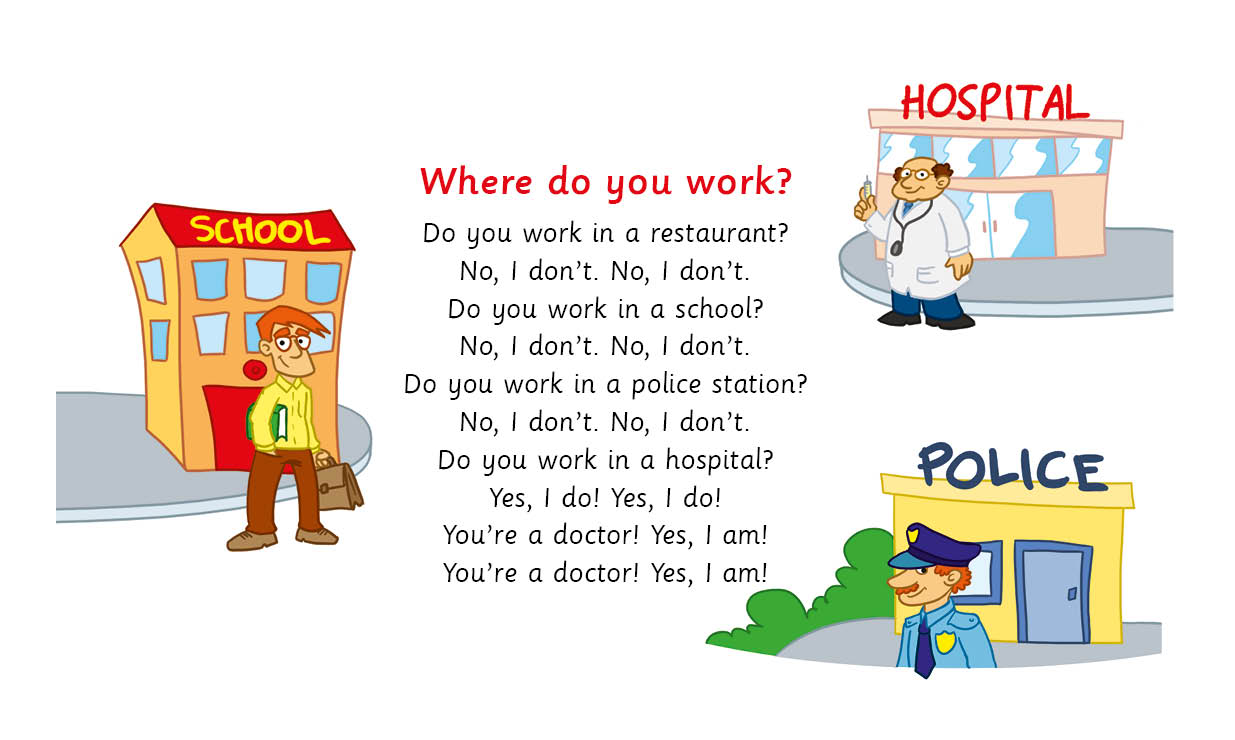 SCHOOL
HOSPITAL
Where do you work?
Do you work in a restaurant?
No, I don’t. No, I don’t.
Do you work in a school?
No, I don’t. No, I don’t.
Do you work in a police station?
No, I don’t. No, I don’t.
Do you work in a hospital?
Yes, I do! Yes, I do!
You’re a doctor! Yes, I am!
You’re a doctor! Yes, I am!
POLICE